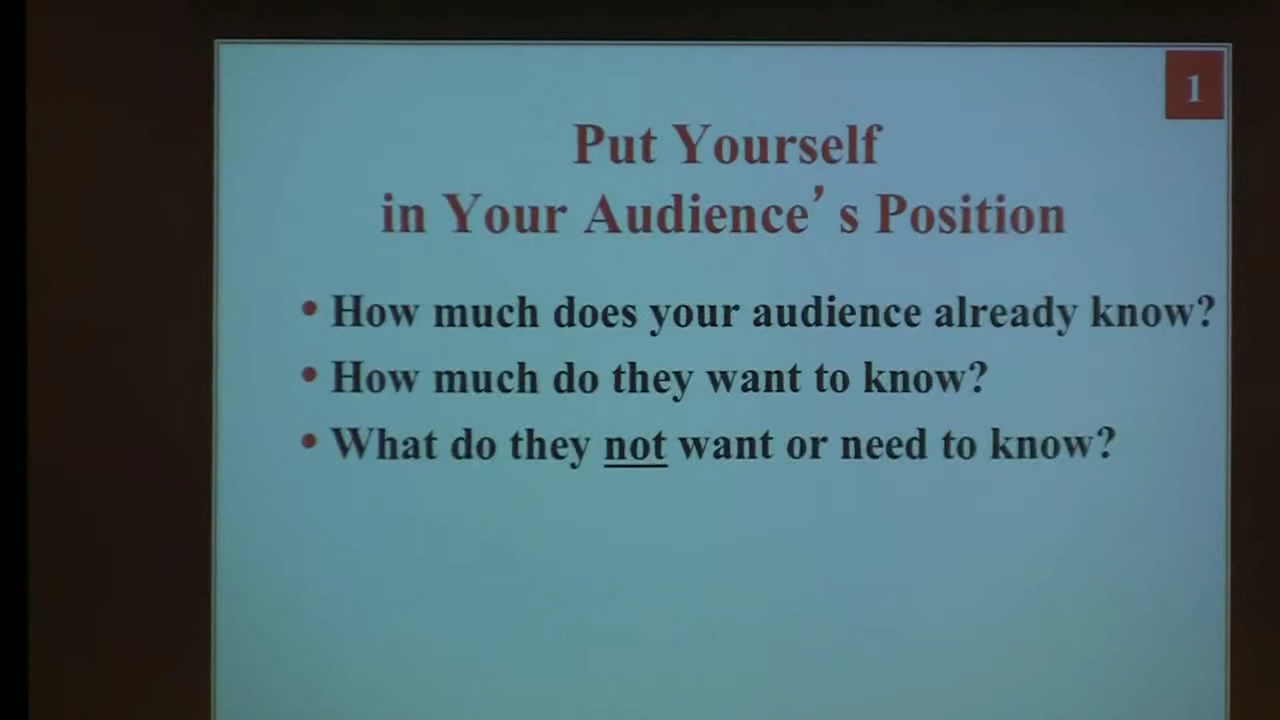 1
Put Yourself
in Your Audience’s Position
• How much does your audience already know?
• How much do they want to know?
• What do they not want or need to know?